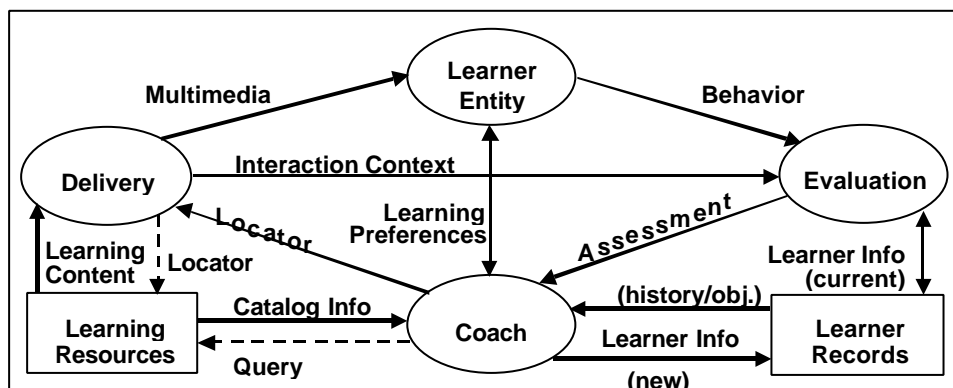 Learner
Entity
Multimedia
Behavior
Interaction Context
Delivery
Evaluation
Learning
Preferences
Locator
Assessment
Learning
Content
Locator
Learner Info
(current)
Catalog Info
(history/obj.)
Learning
Resources
Coach
Learner Info
Learner
Records
Query
(new)